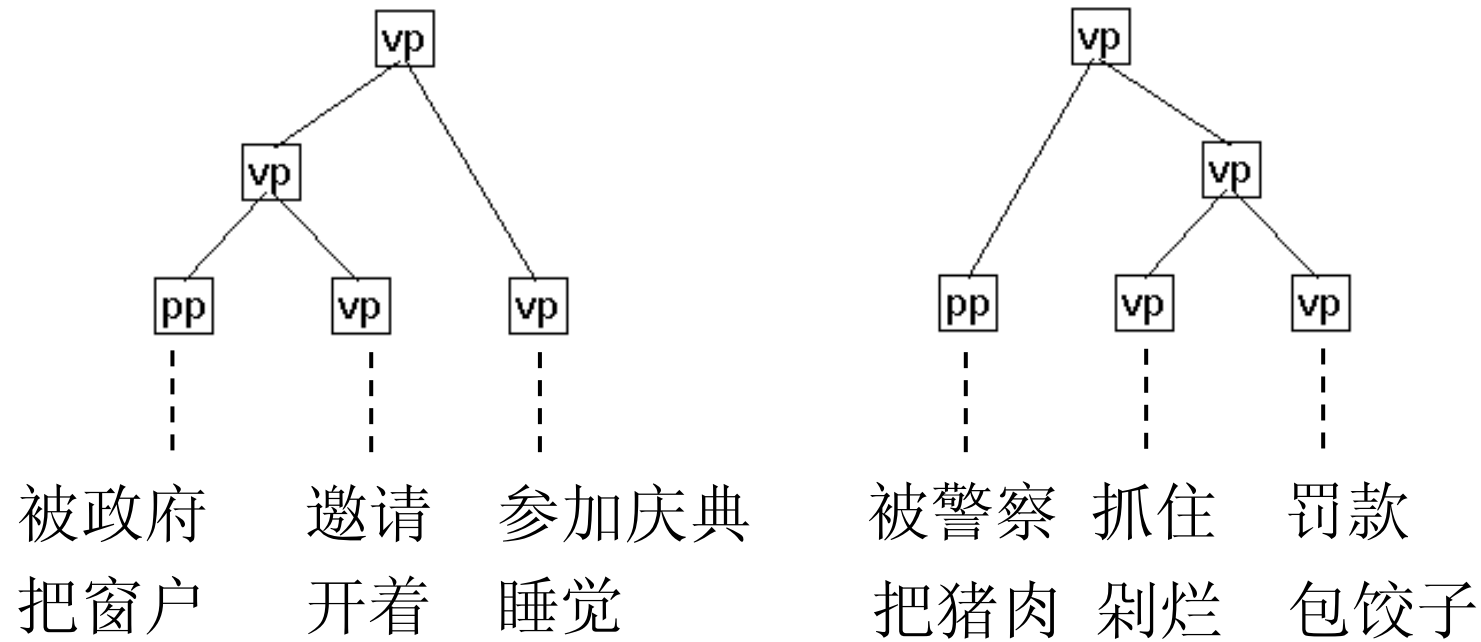 vp vp
vp vp
pp vp vp pp vp vp
被政府 邀请 参加庆典 被警察 抓住 罚款
把窗户 开着 睡觉 把猪肉 剁烂 包饺子